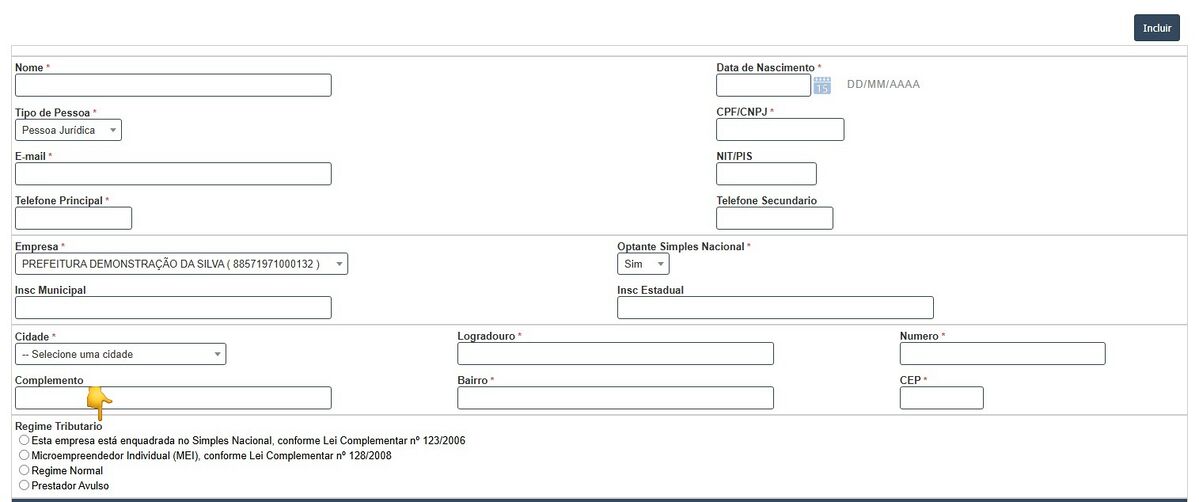 Incluir
Nome *
Data de Nascimento *
15
DD/MM/AAAA
Tipo de Pessoa *
Pessoa Jurídica
CPF/CNPJ *
E-mail *
NIT/PIS
Telefone Principal *
Telefone Secundario
Empresa *
PREFEITURA DEMONSTRAÇÃO DA SILVA ( 88571971000132 )
Optante Simples Nacional *
Sim
Insc Municipal
Insc Estadual
Cidade *
-- Selecione uma cidade
Logradouro *
Numero *
Complemento
Bairro *
CEP *
Regime Tributario
Esta empresa está enquadrada no Simples Nacional, conforme Lei Complementar nº 123/2006
Microempreendedor Individual (MEI), conforme Lei Complementar nº 128/2008
Regime Normal
Prestador Avulso